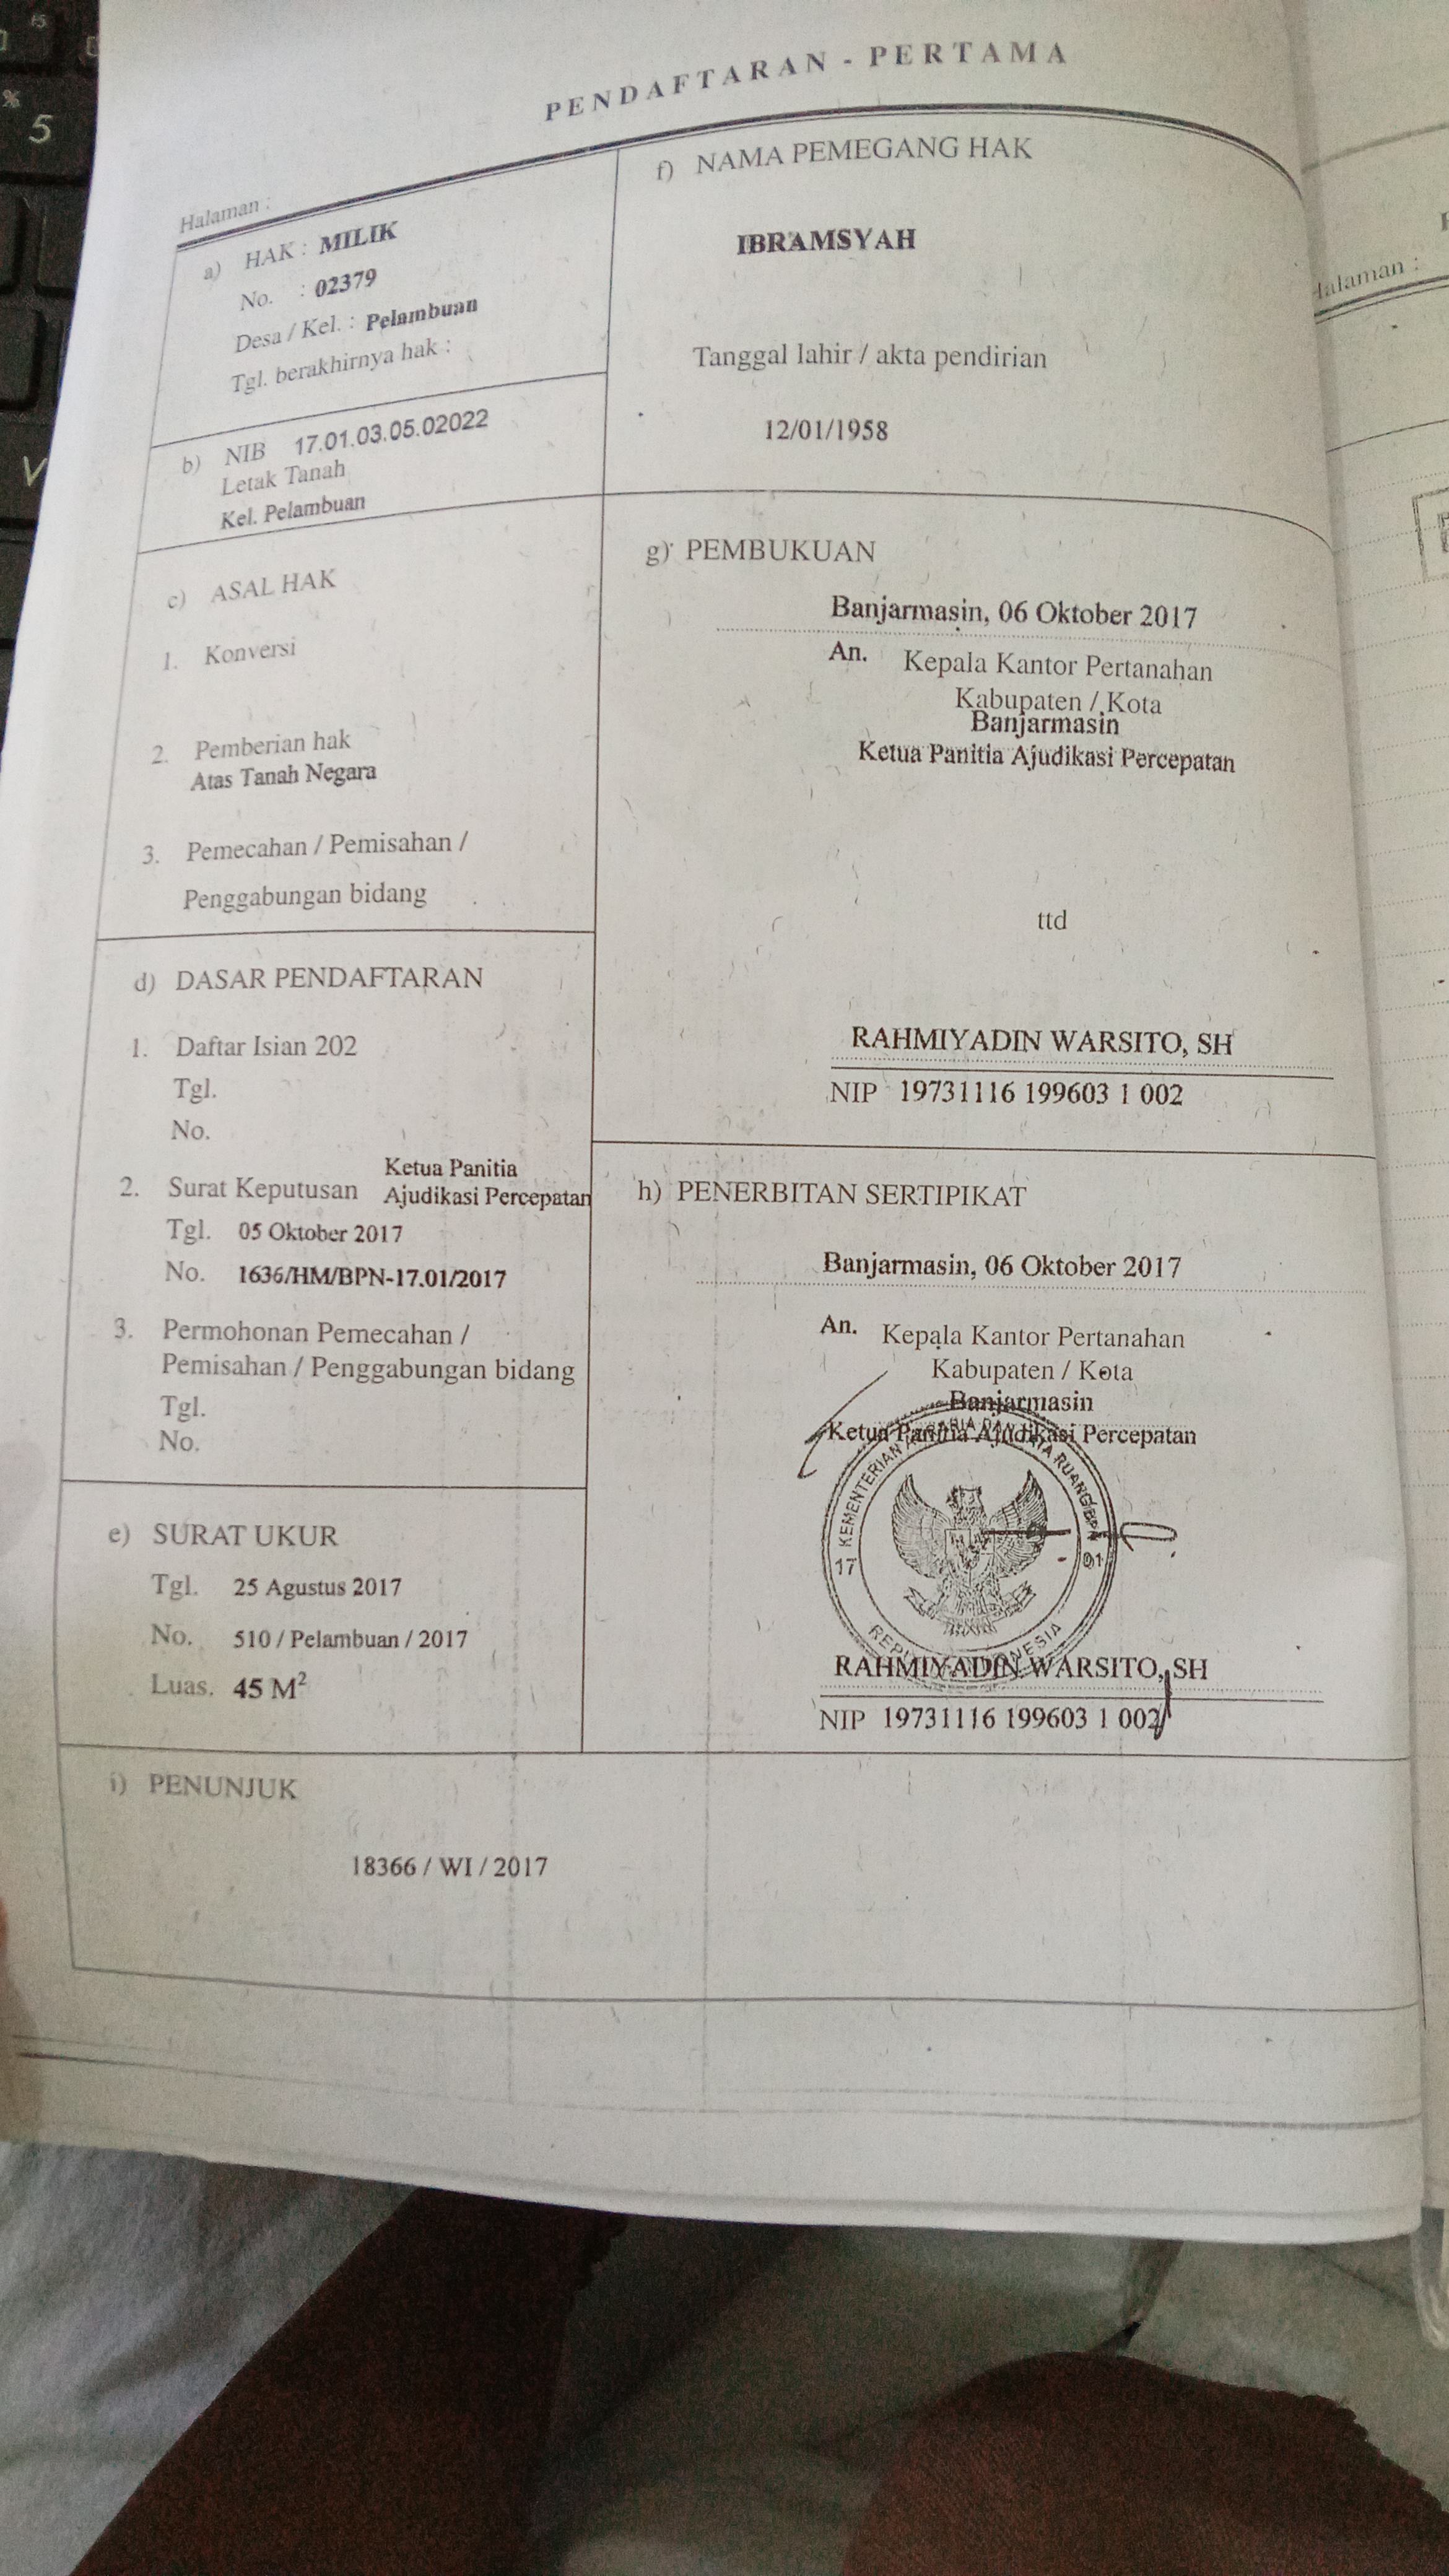 PENDAFTARAN - PERTAMA
Halaman :
a) HAK : MILIK
No. : 02379
Desa / Kel. : Pelambuan
Tgl. berakhirnya hak :
b) NIB 17.01.03.05.02022
Letak Tanah
Kel. Pelambuan
c) ASAL HAK
1. Konversi
2. Pemberian hak
Atas Tanah Negara
3. Pemecahan / Pemisahan /
Penggabungan bidang
d) DASAR PENDAFTARAN
1. Daftar Isian 202
Tgl.
No.
2. Surat Keputusan Ketua Panitia
Ajudikasi Percepatan
Tgl. 05 Oktober 2017
No. 1636/HM/BPN-17.01/2017
3. Permohonan Pemecahan /
Pemisahan / Penggabungan bidang
Tgl.
No.
e) SURAT UKUR
Tgl. 25 Agustus 2017
No. 510 / Pelambuan / 2017
Luas. 45 M²
f) NAMA PEMEGANG HAK
IBRAMSYAH
Tanggal lahir / akta pendirian
12/01/1958
g) PEMBUKUAN
Banjarmasin, 06 Oktober 2017
An. Kepala Kantor Pertanahan
Kabupaten / Kota
Banjarmasin
Ketua Panitia Ajudikasi Percepatan
ttd
RAHMIYADIN WARSITO, SH
NIP 19731116 199603 1 002
h) PENERBITAN SERTIPIKAT
Banjarmasin, 06 Oktober 2017
An. Kepala Kantor Pertanahan
Kabupaten / Kota
Banjarmasin
Ketua Panitia Ajudikasi Percepatan
KEMENTERIAN
RUANG/BPN
17
01
RAHMIYADIN WARSITO, SH
NIP 19731116 199603 1 002
i) PENUNJUK
18366 / WI / 2017
Halaman :
5